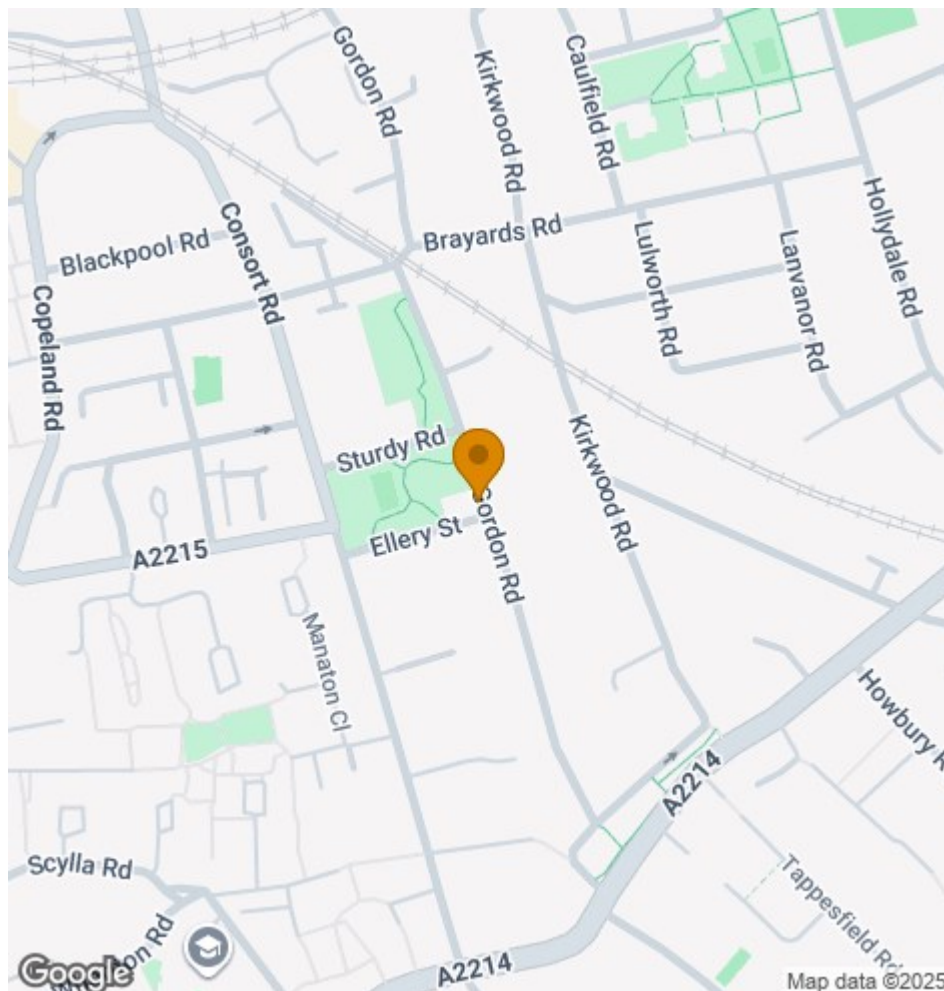 Gordon Rd
Kirkwood Rd
Caulfield Rd
Blackpool Rd
Consort Rd
Brayards Rd
Lulworth Rd
Lanvanor Rd
Hollydale Rd
Copeland Rd
Sturdy Rd
Kirkwood Rd
Ellery St
Gordon Rd
A2215
Manaton Cl
Howbury
A2214
Scylla Rd
Tappesfield Rd
Rd
A2214
Google
Map data ©2025